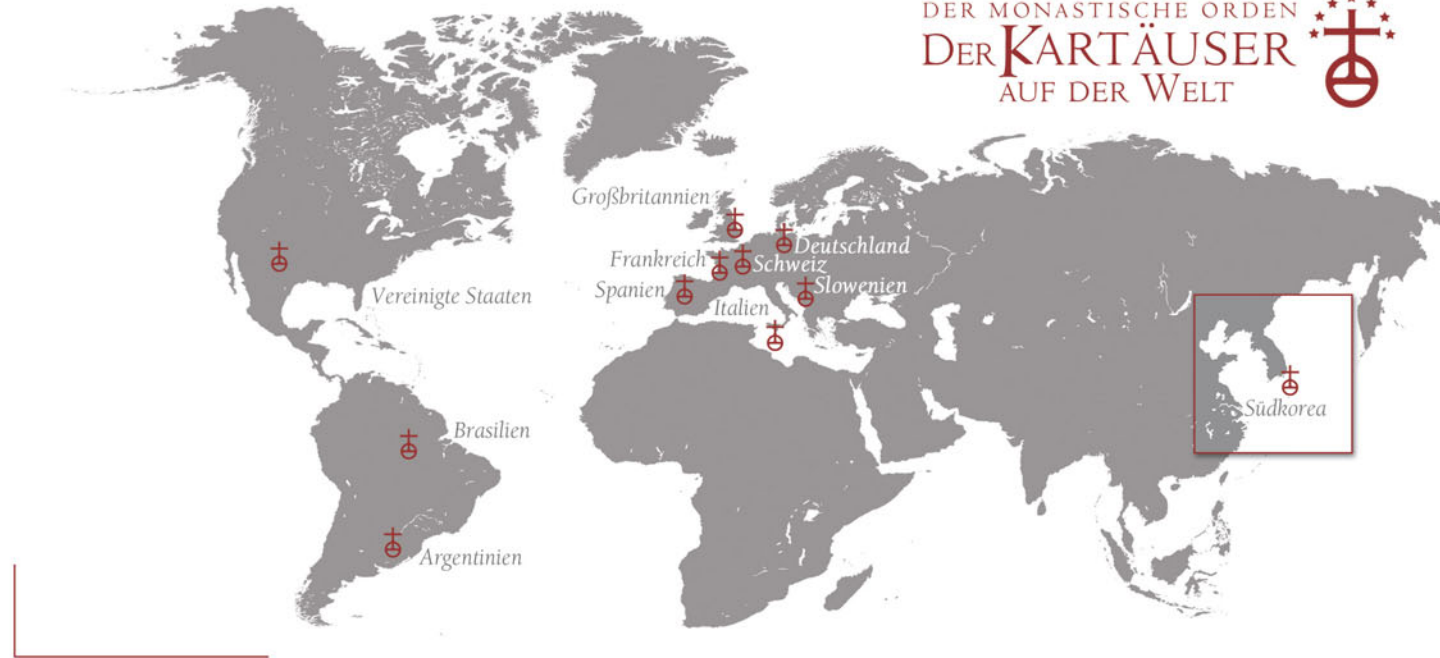 DER MONASTISCHE ORDEN
DER KARTÄUSER
AUF DER WELT
Großbritannien
Deutschland
Frankreich
Schweiz
Spanien
Slowenien
Italien
Vereinigte Staaten
Südkorea
Brasilien
Argentinien